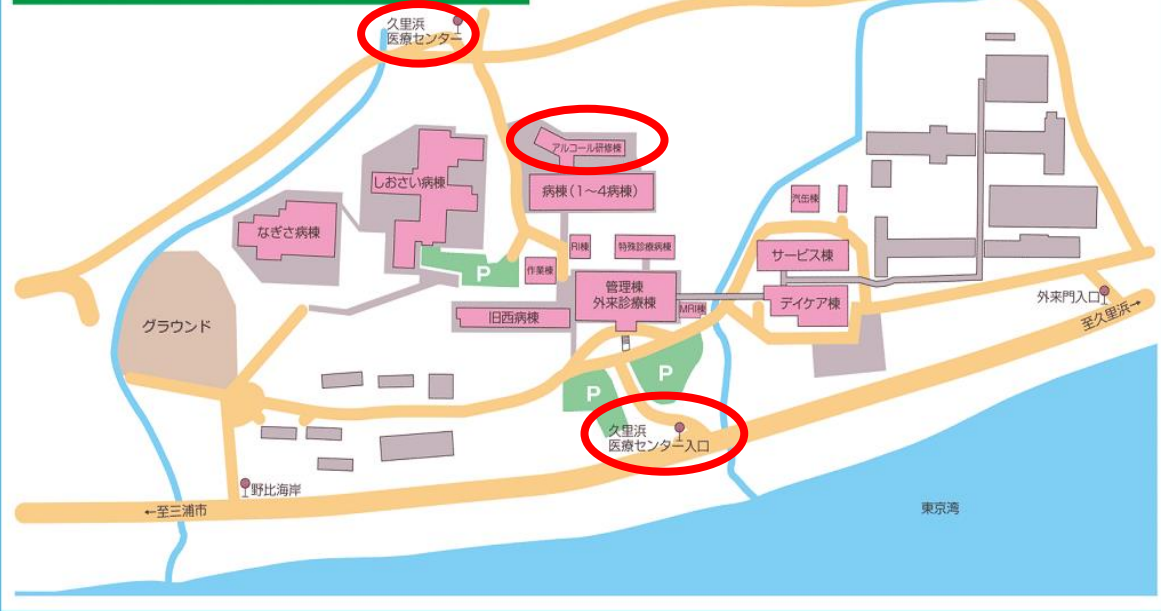 久里浜
医療センター
アルコール研修棟
しおさい病棟
病棟(1〜4病棟)
汽缶棟
なぎさ病棟
RI棟
特殊診療病棟
サービス棟
P
作業棟
管理棟
外来診療棟
デイケア棟
外来門入口
MRI棟
旧西病棟
グラウンド
至久里浜→
P
P
久里浜
医療センター入口
野比海岸
←至三浦市
東京湾